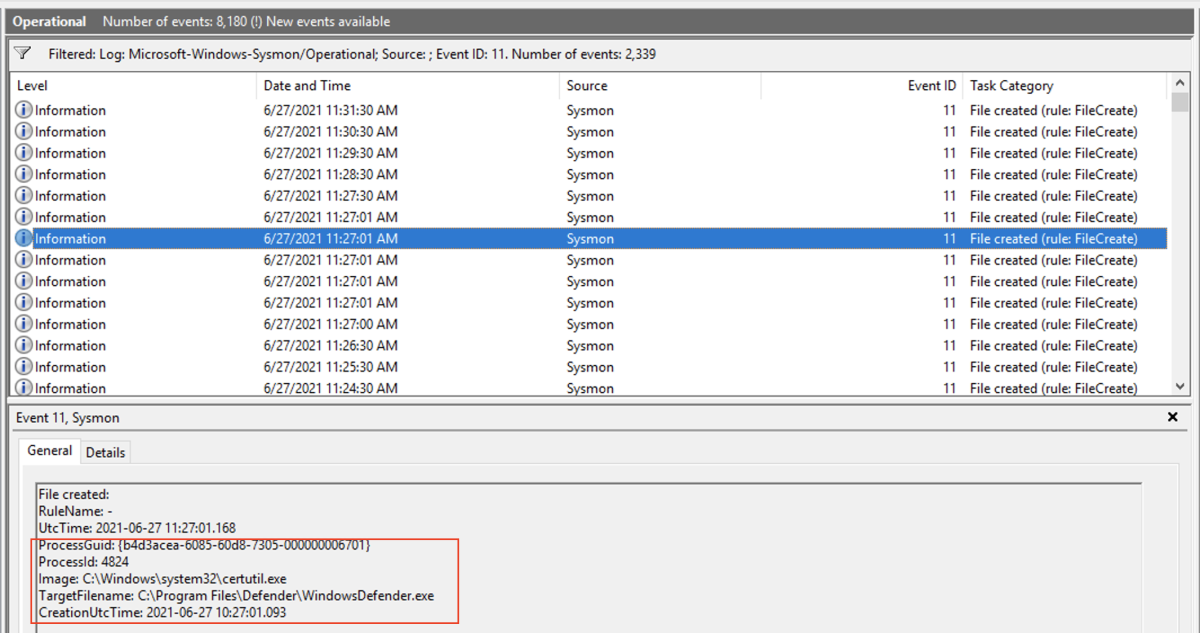 Operational Number of events: 8,180 (!) New events available
Filtered: Log: Microsoft-Windows-Sysmon/Operational; Source: ; Event ID: 11. Number of events: 2,339
Level Date and Time Source Event ID Task Category
Information 6/27/2021 11:31:30 AM Sysmon 11 File created (rule: FileCreate)
Information 6/27/2021 11:30:30 AM Sysmon 11 File created (rule: FileCreate)
Information 6/27/2021 11:29:30 AM Sysmon 11 File created (rule: FileCreate)
Information 6/27/2021 11:28:30 AM Sysmon 11 File created (rule: FileCreate)
Information 6/27/2021 11:27:30 AM Sysmon 11 File created (rule: FileCreate)
Information 6/27/2021 11:27:01 AM Sysmon 11 File created (rule: FileCreate)
Information 6/27/2021 11:27:01 AM Sysmon 11 File created (rule: FileCreate)
Information 6/27/2021 11:27:01 AM Sysmon 11 File created (rule: FileCreate)
Information 6/27/2021 11:27:01 AM Sysmon 11 File created (rule: FileCreate)
Information 6/27/2021 11:27:01 AM Sysmon 11 File created (rule: FileCreate)
Information 6/27/2021 11:27:00 AM Sysmon 11 File created (rule: FileCreate)
Information 6/27/2021 11:26:30 AM Sysmon 11 File created (rule: FileCreate)
Information 6/27/2021 11:25:30 AM Sysmon 11 File created (rule: FileCreate)
Information 6/27/2021 11:24:30 AM Sysmon 11 File created (rule: FileCreate)
Event 11, Sysmon
General Details
File created:
RuleName: -
UtcTime: 2021-06-27 11:27:01.168
ProcessGuid: {b4d3acea-6085-60d8-7305-000000006701}
ProcessId: 4824
Image: C:\Windows\system32\certutil.exe
TargetFilename: C:\Program Files\Defender\WindowsDefender.exe
CreationUtcTime: 2021-06-27 10:27:01.093